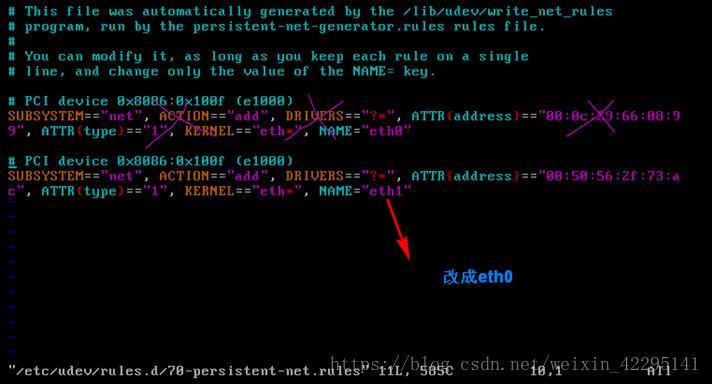 # This file was automatically generated by the /lib/udev/write_net_rules
# program, run by the persistent-net-generator.rules rules file.
#
# You can modify it, as long as you keep each rule on a single
# line, and change only the value of the NAME= key.
# PCI device 0x8086:0x100f (e1000)
SUBSYSTEM=="net", ACTION=="add", DRIVERS=="?*", ATTR{address}=="00:0c:29:66:08:9
9", ATTR{type}=="1", KERNEL=="eth*", NAME="eth0"
# PCI device 0x8086:0x100f (e1000)
SUBSYSTEM=="net", ACTION=="add", DRIVERS=="?*", ATTR{address}=="00:50:56:2f:73:a
c", ATTR{type}=="1", KERNEL=="eth*", NAME="eth1"
~
~
~
~
~
~
~
~
~
~
改成eth0
https://blog.csdn.net/weixin_42295141
"/etc/udev/rules.d/70-persistent-net.rules" 11L, 585C 10,1 All